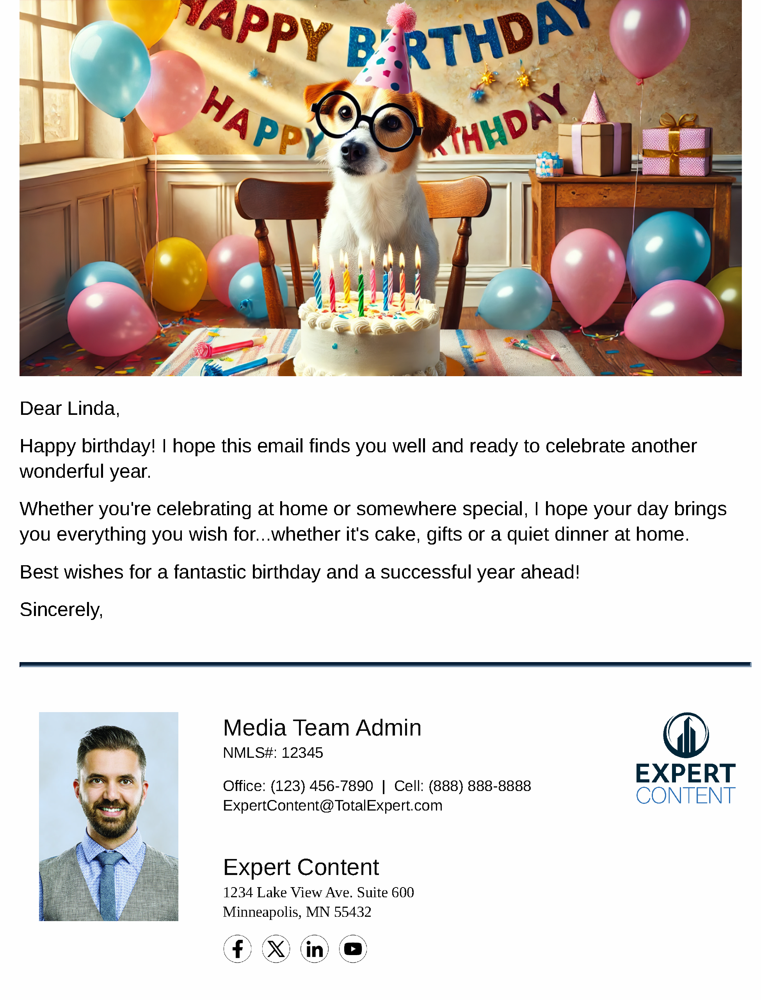 HAPPY BIRTHDAY
HAPPY THHDAY
Dear Linda,
Happy birthday! I hope this email finds you well and ready to celebrate another
wonderful year.
Whether you're celebrating at home or somewhere special, I hope your day brings
you everything you wish for...whether it's cake, gifts or a quiet dinner at home.
Best wishes for a fantastic birthday and a successful year ahead!
Sincerely,
Media Team Admin
NMLS#: 12345
Office: (123) 456-7890 | Cell: (888) 888-8888
ExpertContent@TotalExpert.com
EXPERT
CONTENT
Expert Content
1234 Lake View Ave. Suite 600
Minneapolis, MN 55432